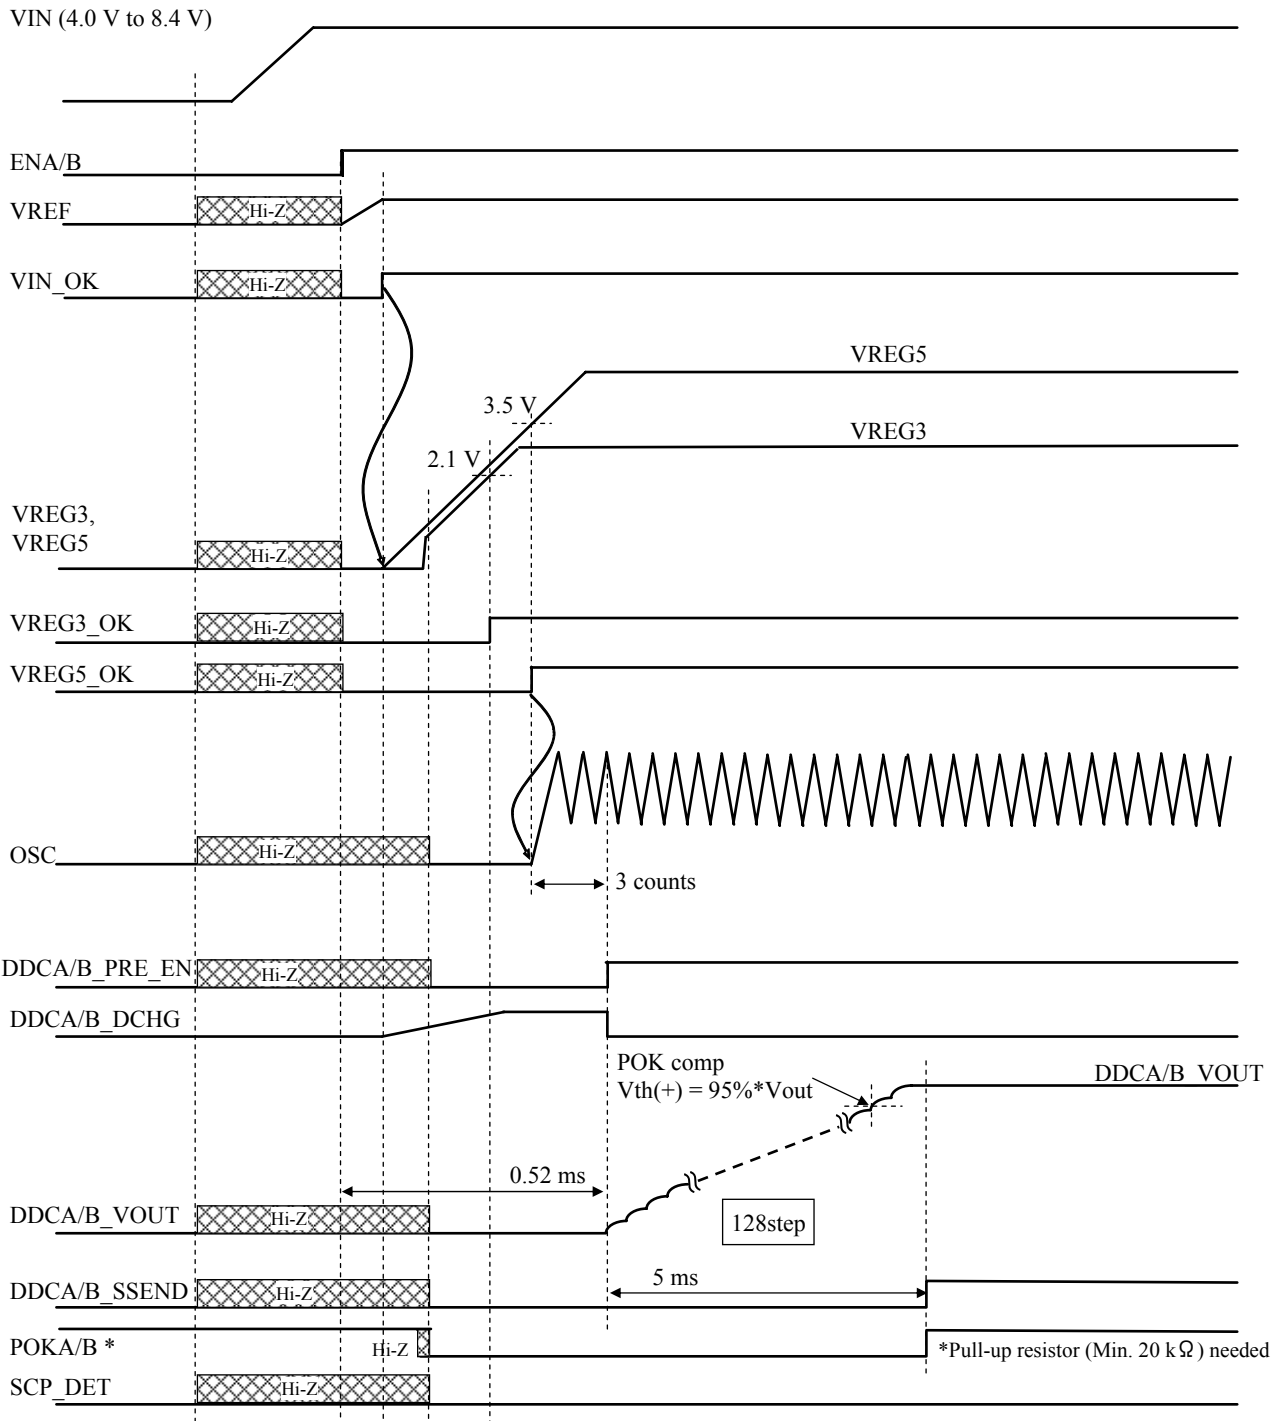 VIN (4.0 V to 8.4 V)
ENA/B
VREF
Hi-Z
VIN_OK
Hi-Z
VREG5
3.5 V
VREG3
2.1 V
VREG3,
VREG5
Hi-Z
VREG3_OK
Hi-Z
VREG5_OK
Hi-Z
OSC
Hi-Z
3 counts
DDCA/B_PRE_EN
Hi-Z
DDCA/B_DCHG
POK comp
Vth(+) = 95%*Vout
DDCA/B_VOUT
0.52 ms
DDCA/B_VOUT
Hi-Z
128step
5 ms
DDCA/B_SSEND
Hi-Z
POKA/B *
Hi-Z
*Pull-up resistor (Min. 20 kΩ) needed
SCP_DET
Hi-Z